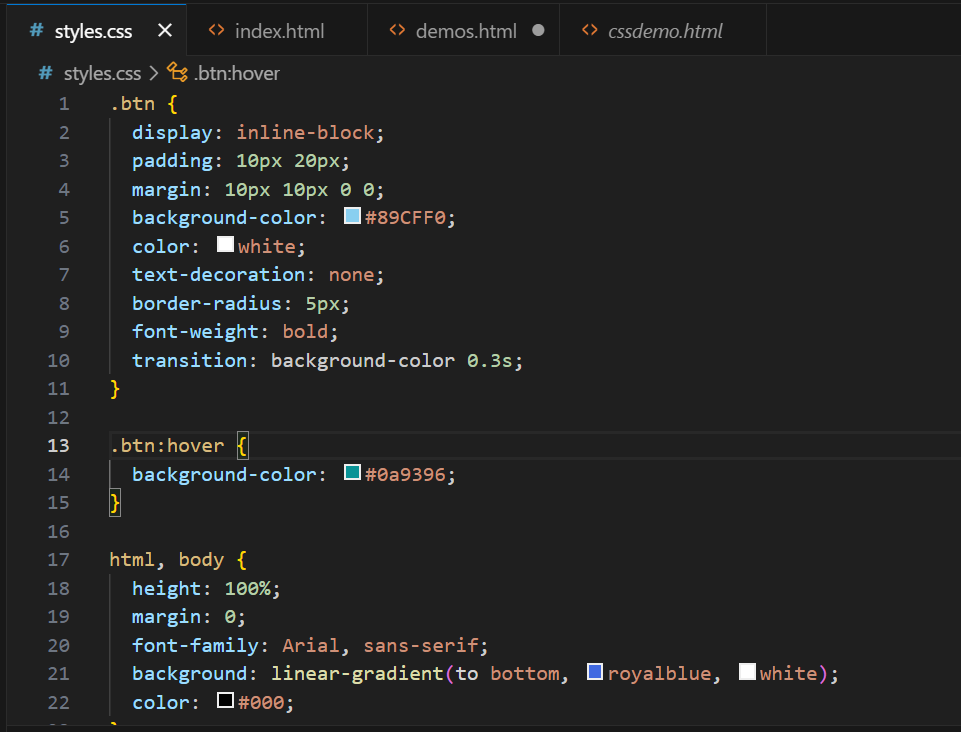 # styles.css × <> index.html <> demos.html ● <> cssdemo.html
# styles.css > .btn:hover
1 .btn {
2 display: inline-block;
3 padding: 10px 20px;
4 margin: 10px 10px 0 0;
5 background-color: #89CFF0;
6 color: white;
7 text-decoration: none;
8 border-radius: 5px;
9 font-weight: bold;
10 transition: background-color 0.3s;
11 }
12
13 .btn:hover {
14 background-color: #0a9396;
15 }
16
17 html, body {
18 height: 100%;
19 margin: 0;
20 font-family: Arial, sans-serif;
21 background: linear-gradient(to bottom, royalblue, white);
22 color: #000;